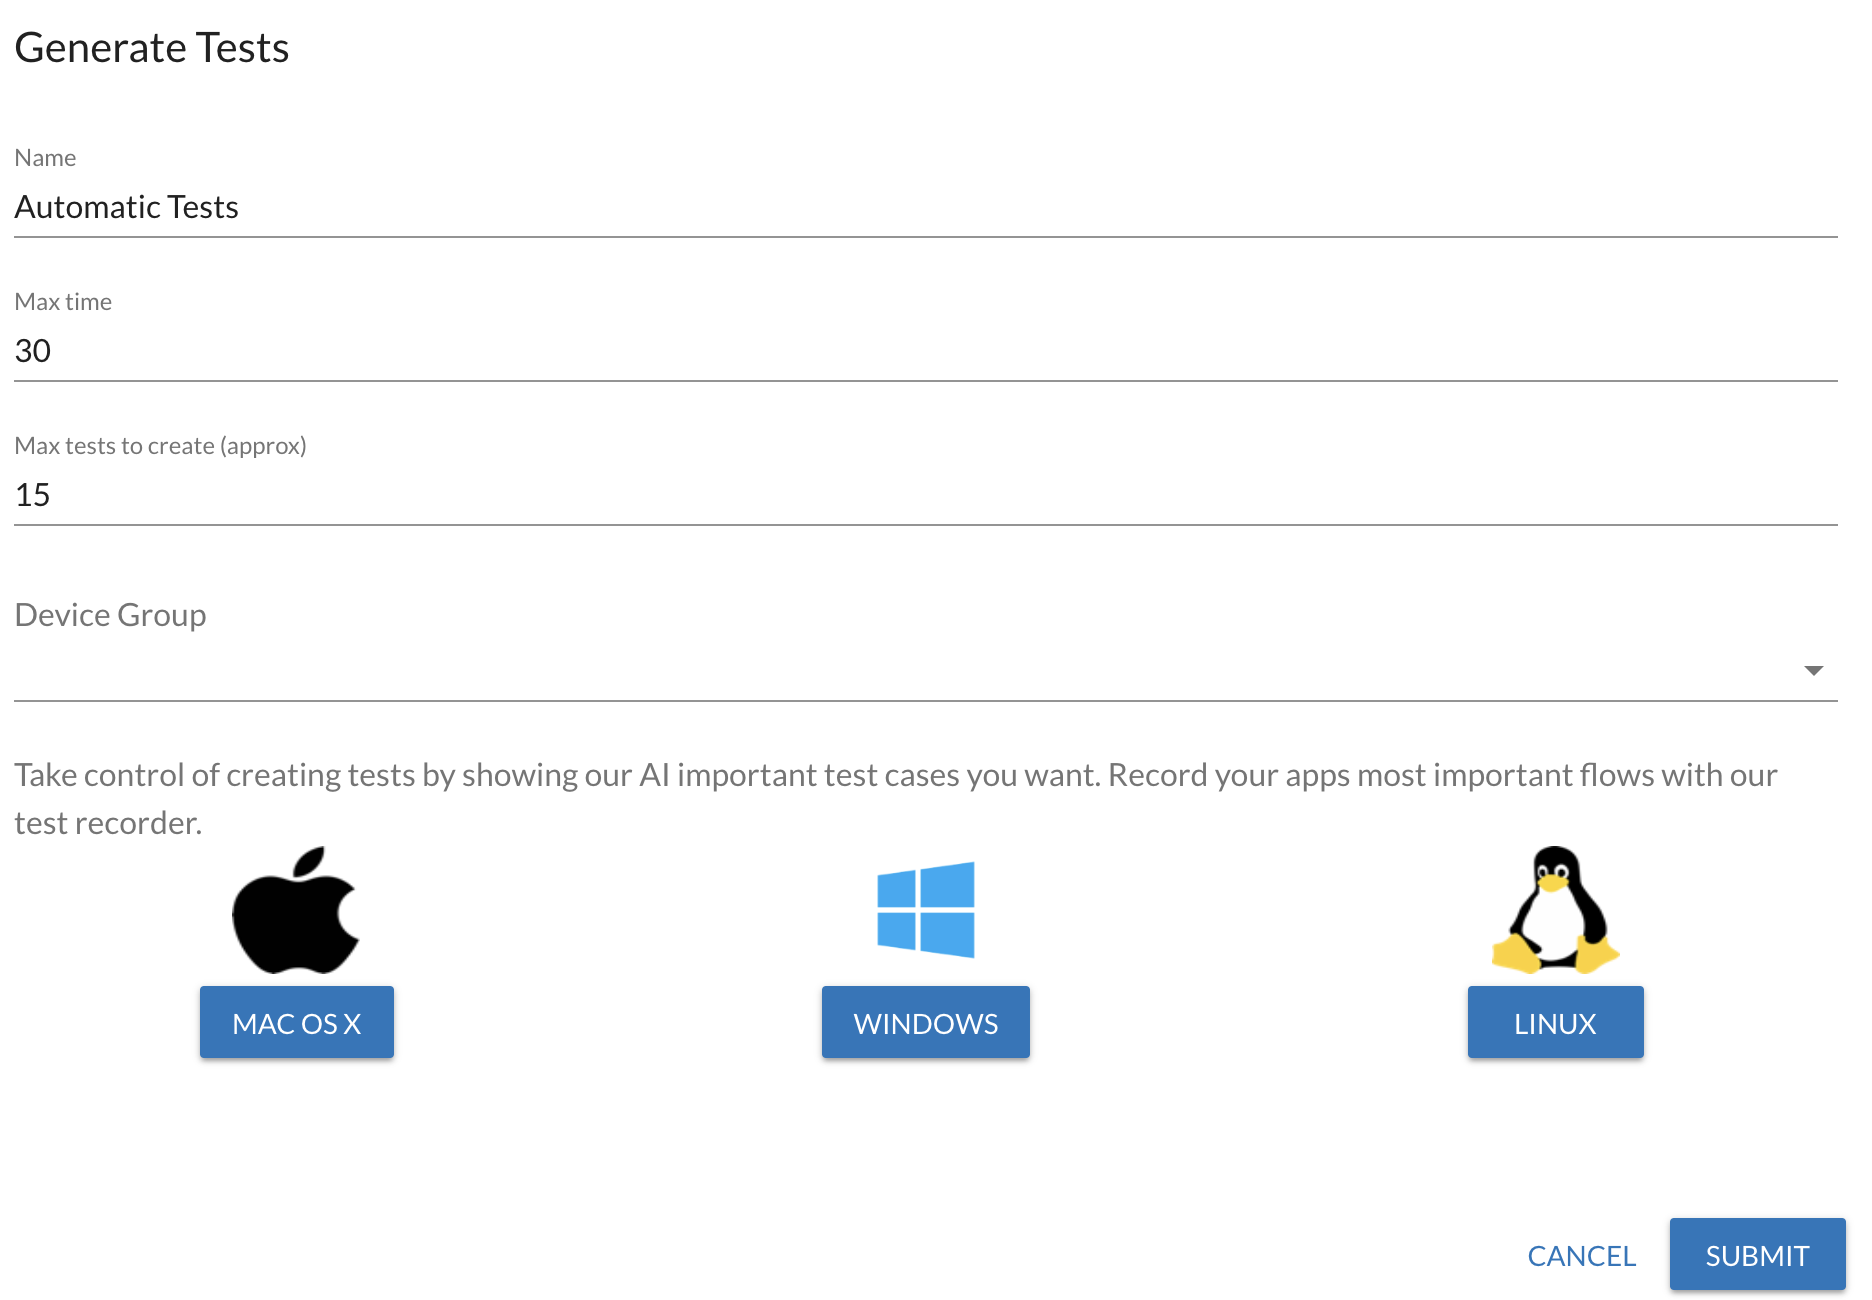 Generate Tests
Name
Automatic Tests
Max time
30
Max tests to create (approx)
15
Device Group
Take control of creating tests by showing our AI important test cases you want. Record your apps most important flows with our
test recorder.
MAC OS X
WINDOWS
LINUX
CANCEL
SUBMIT